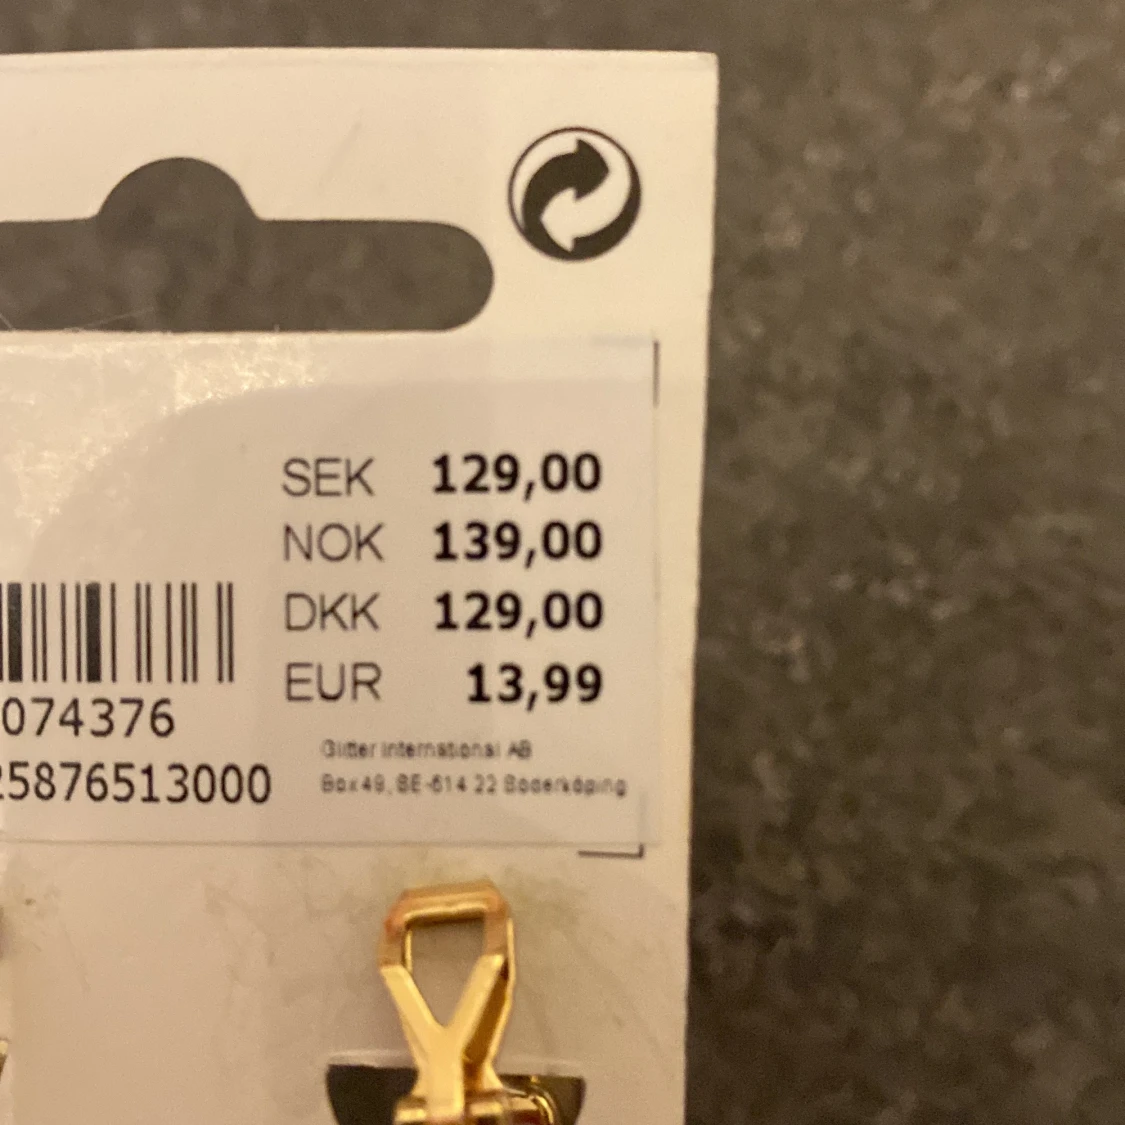 SEK 129,00
NOK 139,00
DKK 129,00
EUR 13,99
074376
25876513000
Glitter International AB
Box 49, SE-614 22 Söderköping